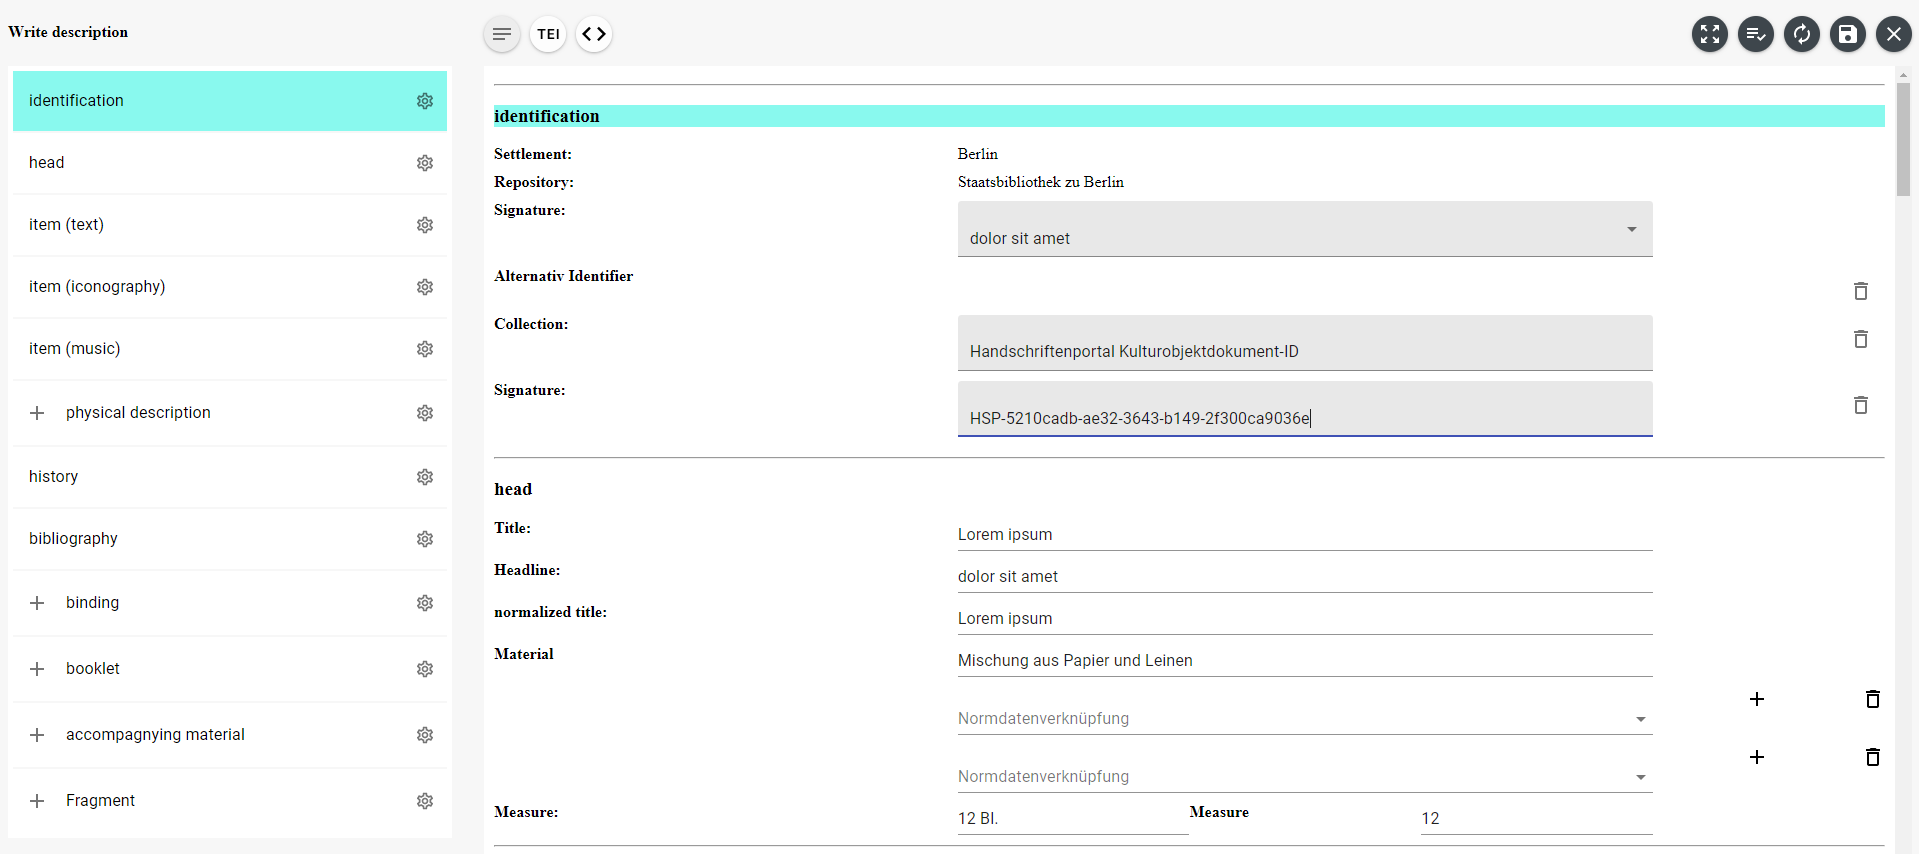 Write description
TEI
identification
head
item (text)
item (iconography)
item (music)
physical description
history
bibliography
binding
booklet
accompagnying material
Fragment
identification
Settlement: Berlin
Repository: Staatsbibliothek zu Berlin
Signature: dolor sit amet
Alternativ Identifier
Collection: Handschriftenportal Kulturobjektdokument-ID
Signature: HSP-5210cadb-ae32-3643-b149-2f300ca9036e
head
Title: Lorem ipsum
Headline: dolor sit amet
normalized title: Lorem ipsum
Material Mischung aus Papier und Leinen
Normdatenverknüpfung
Normdatenverknüpfung
Measure: 12 Bl. Measure 12